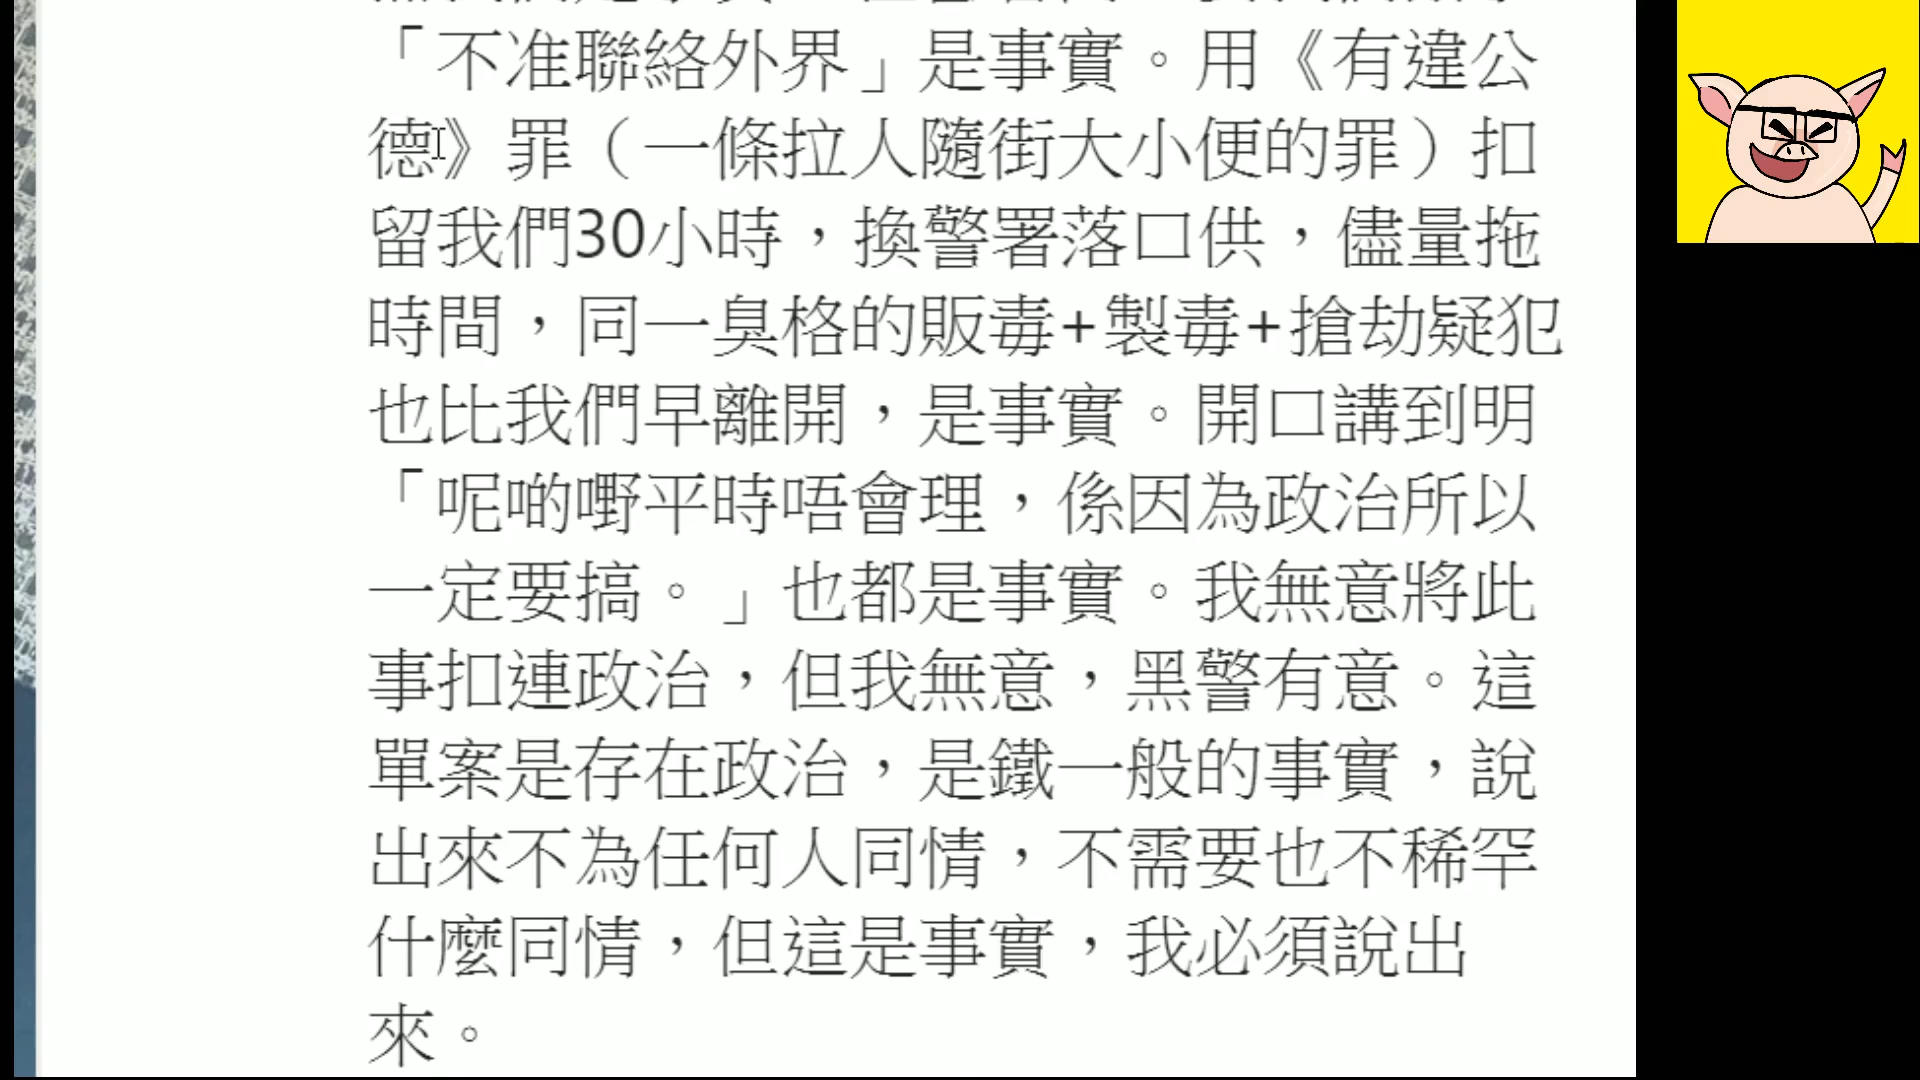 「不准聯絡外界」是事實。用《有違公
德》罪（一條拉人隨街大小便的罪）扣
留我們30小時，換警署落口供，儘量拖
時間，同一臭格的販毒+製毒+搶劫疑犯
也比我們早離開，是事實。開口講到明
「呢啲嘢平時唔會理，係因為政治所以
一定要搞。」也都是事實。我無意將此
事扣連政治，但我無意，黑警有意。這
單案是存在政治，是鐵一般的事實，說
出來不為任何人同情，不需要也不稀罕
什麼同情，但這是事實，我必須說出
來。